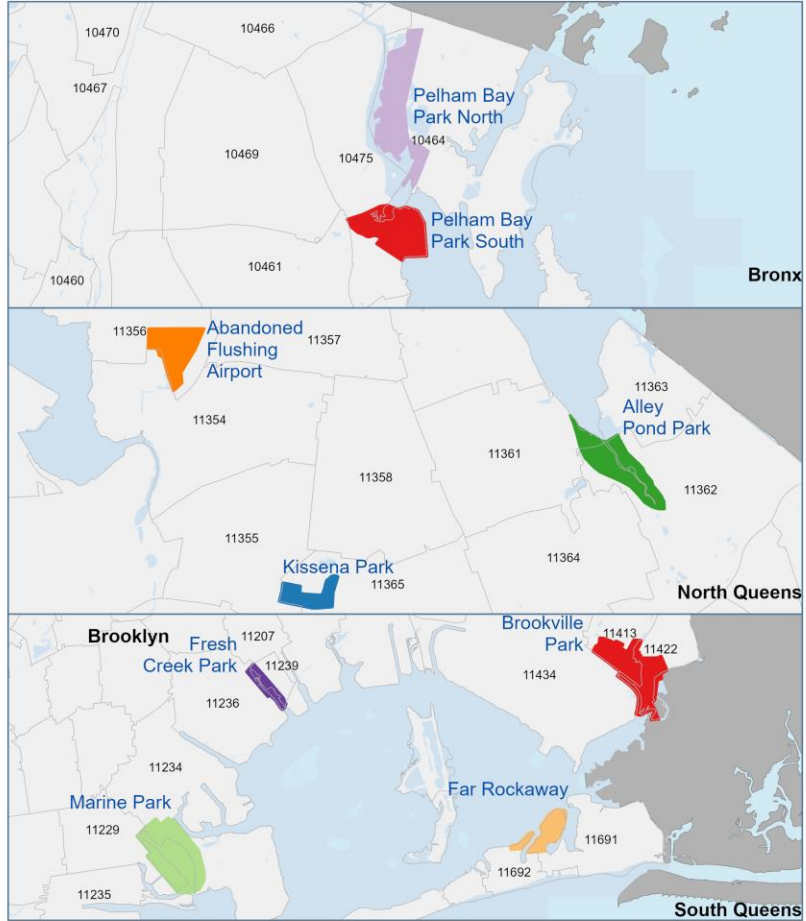 10470
10466
10467
Pelham Bay
Park North
10464
10469
10475
Pelham Bay
Park South
10461
10460
Bronx
11356
Abandoned
Flushing
Airport
11357
11363
Alley
Pond Park
11354
11361
11358
11362
11355
11364
Kissena Park
11365
North Queens
Brooklyn
11207
Fresh
Creek Park
11239
11236
Brookville
Park
11413
11422
11434
11234
Marine Park
Far Rockaway
11229
11691
11692
11235
South Queens